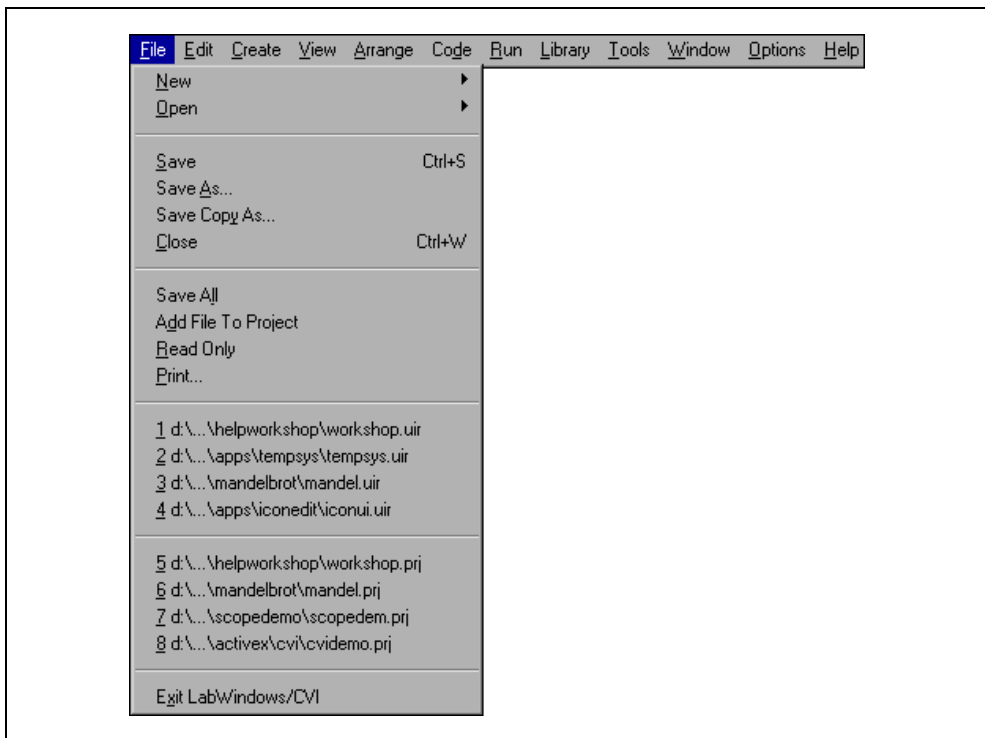 File Edit Create View Arrange Code Run Library Tools Window Options Help
New
Open
Save Ctrl+S
Save As...
Save Copy As...
Close Ctrl+W
Save All
Add File To Project
Read Only
Print...
1 d:\...\helpworkshop\workshop.uir
2 d:\...\apps\tempsys\tempsys.uir
3 d:\...\mandelbrot\mandel.uir
4 d:\...\apps\iconedit\iconui.uir
5 d:\...\helpworkshop\workshop.prj
6 d:\...\mandelbrot\mandel.prj
7 d:\...\scopedemo\scopedem.prj
8 d:\...\activex\cvi\cvidemo.prj
Exit LabWindows/CVI